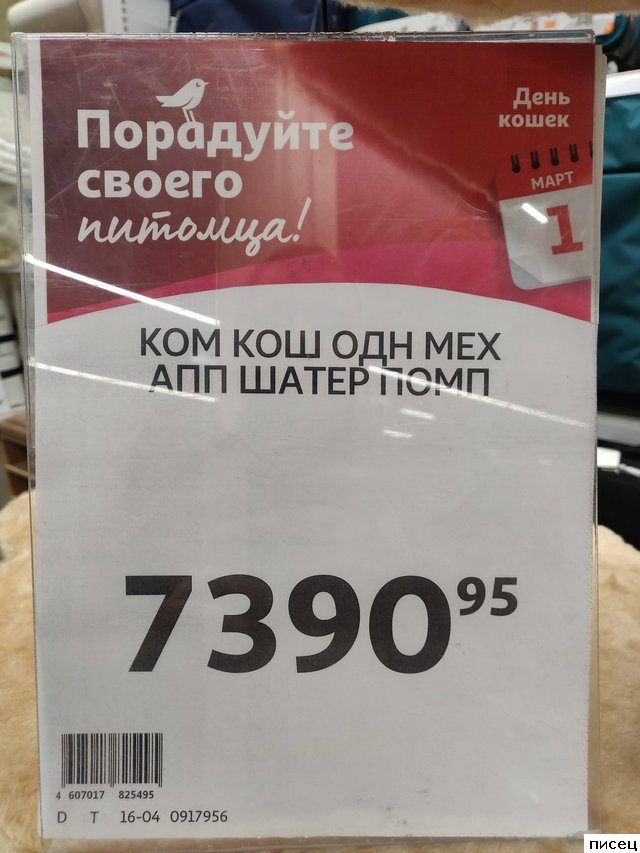 Порадуйте
своего
питомца!
День
кошек
МАРТ
1
КОМ КОШ ОДН МЕХ
АПП ШАТЕР ПОМП
7390 95
4 607017 825495
D T 16-04 0917956
писец